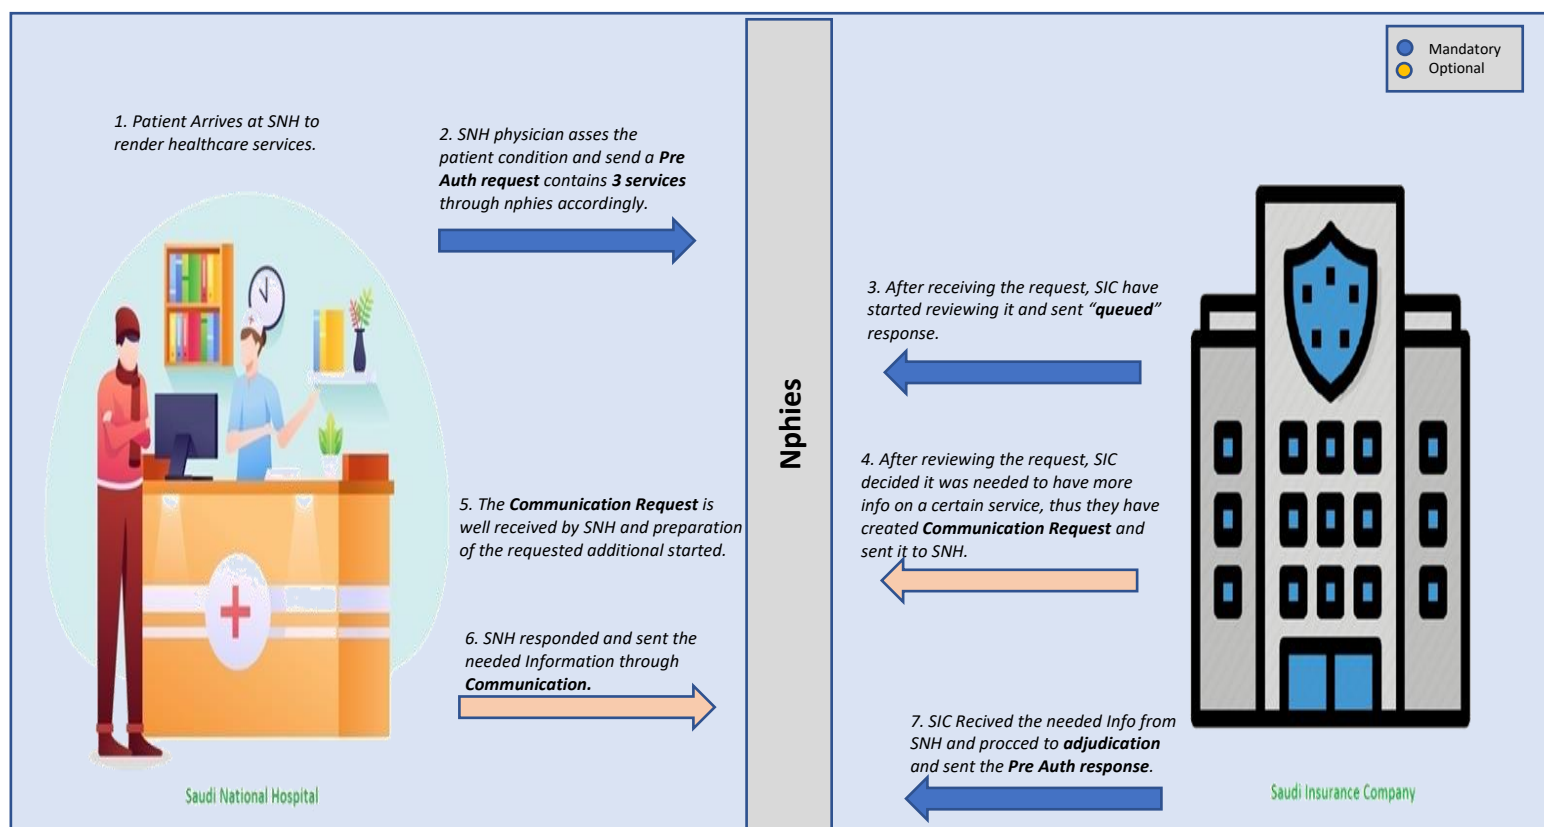 Mandatory
Optional
1. Patient Arrives at SNH to
render healthcare services.
2. SNH physician asses the
patient condition and send a Pre
Auth request contains 3 services
through nphies accordingly.
3. After receiving the request, SIC have
started reviewing it and sent “queued”
response.
Nphies
4. After reviewing the request, SIC
decided it was needed to have more
info on a certain service, thus they have
created Communication Request and
sent it to SNH.
5. The Communication Request is
well received by SNH and preparation
of the requested additional started.
6. SNH responded and sent the
needed Information through
Communication.
7. SIC Recived the needed Info from
SNH and procced to adjudication
and sent the Pre Auth response.
Saudi National Hospital
Saudi Insurance Company